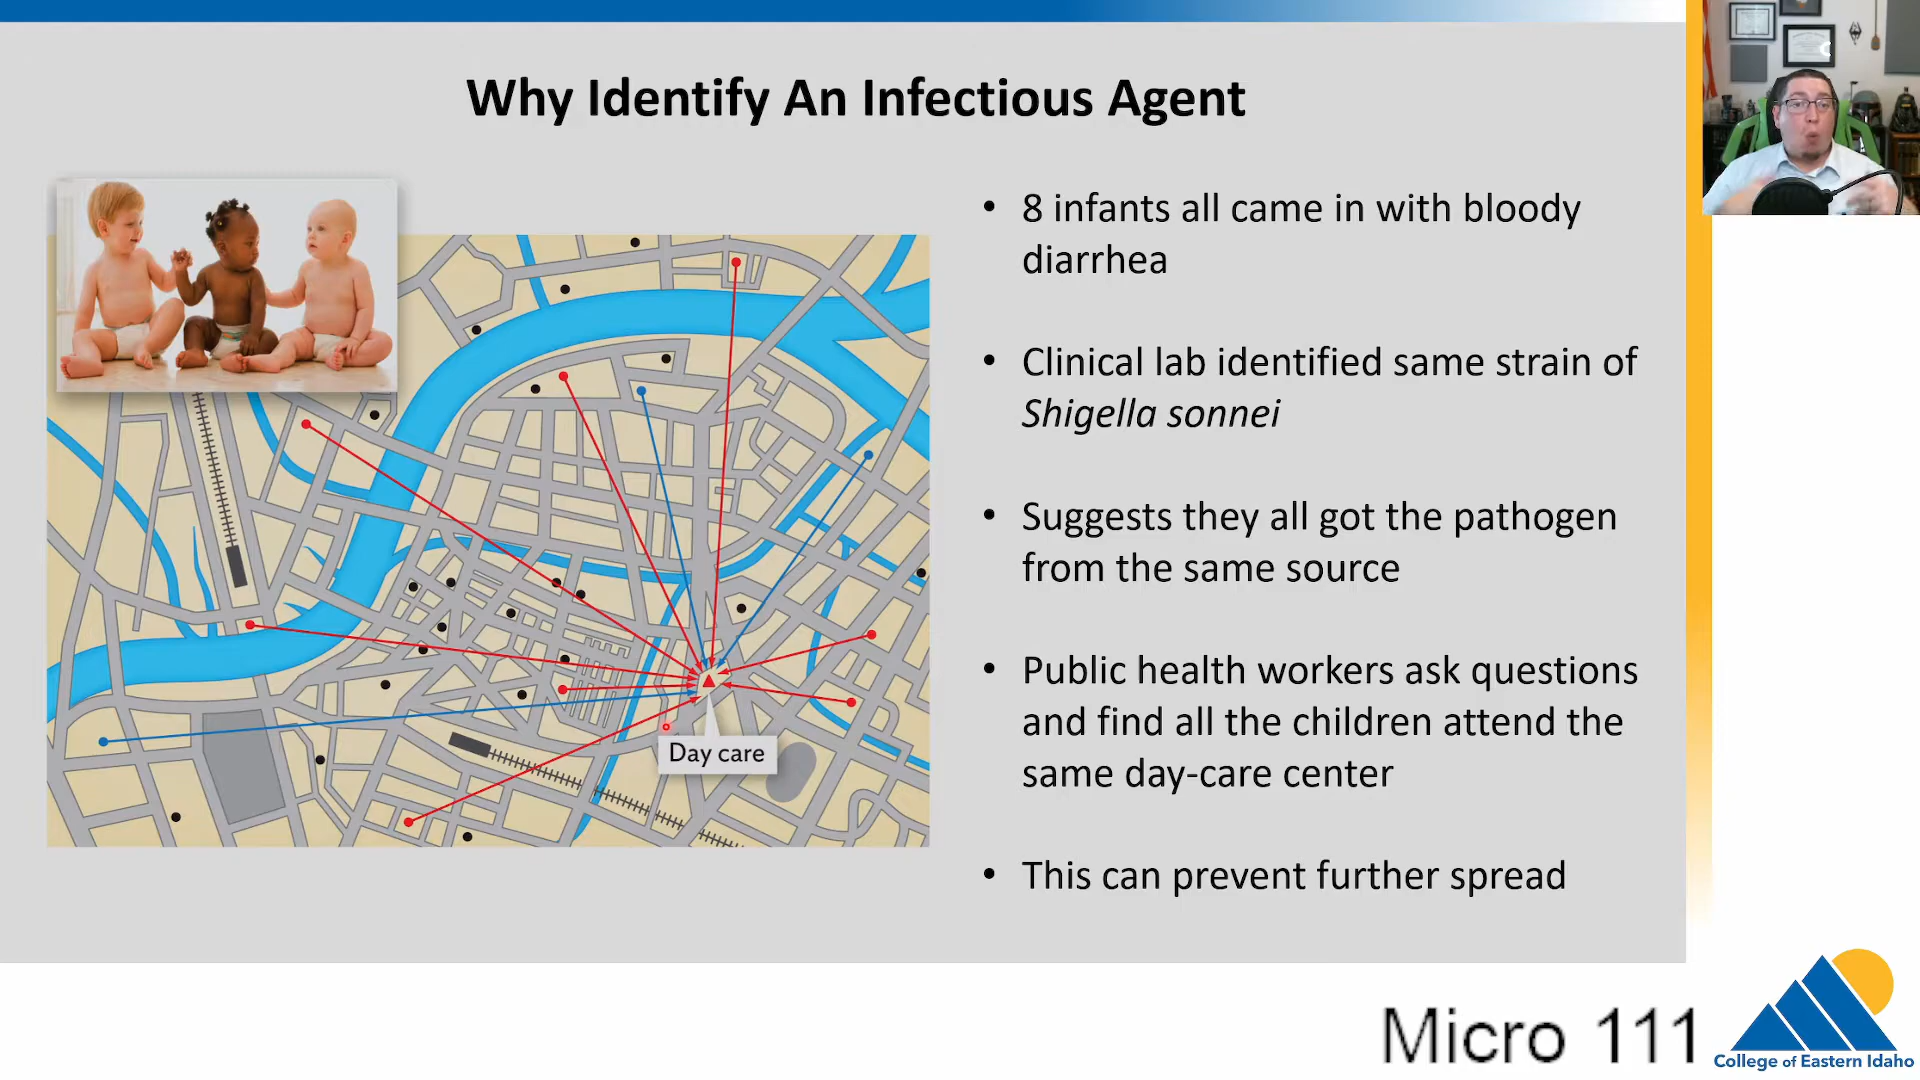 Why Identify An Infectious Agent
• 8 infants all came in with bloody
diarrhea
• Clinical lab identified same strain of
Shigella sonnei
• Suggests they all got the pathogen
from the same source
• Public health workers ask questions
and find all the children attend the
same day-care center
• This can prevent further spread
Day care
Micro 111
College of Eastern Idaho